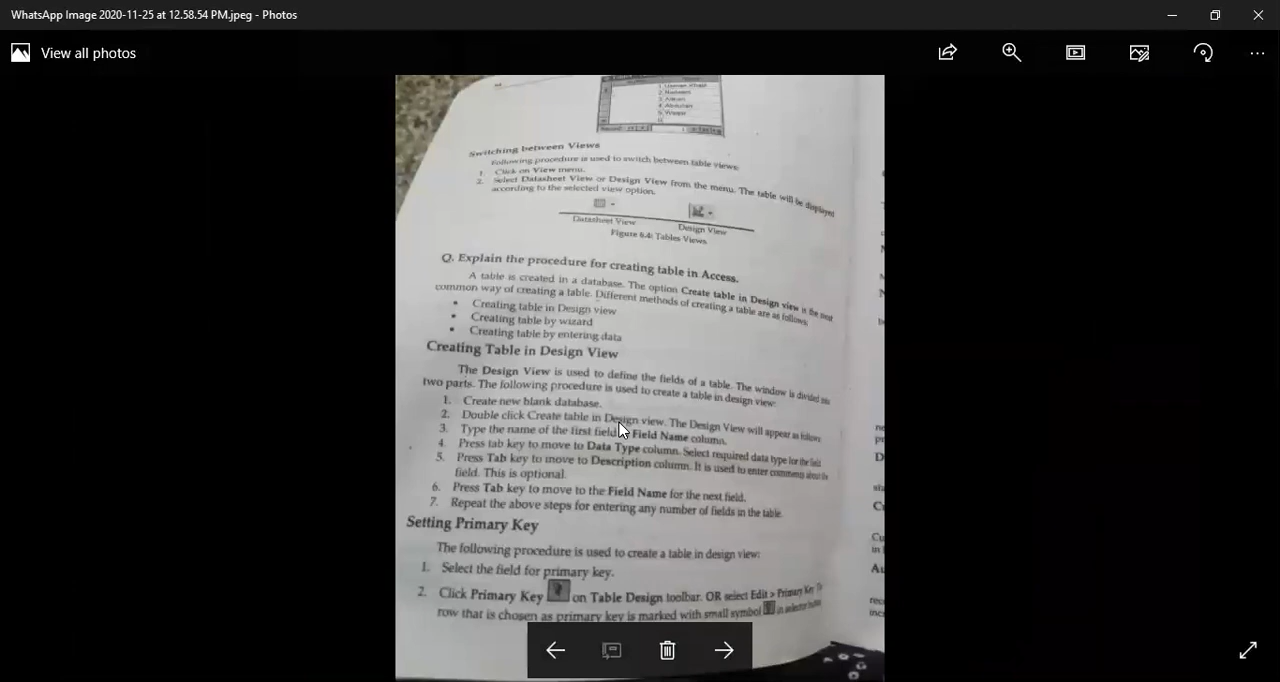 WhatsApp Image 2020-11-25 at 12.58.54 PM.jpeg - Photos
View all photos
Switching between Views
Following procedure is used to switch between table views:
1. Click on View menu.
2. Select Datasheet View or Design View from the menu. The table will be displayed
according to the selected view option.
Datasheet View
Design View
Figure 6.4: Tables Views
Q. Explain the procedure for creating table in Access.
A table is created in a database. The option Create table in Design view is the most
common way of creating a table. Different methods of creating a table are as follows:
• Creating table in Design view
• Creating table by wizard
• Creating table by entering data
Creating Table in Design View
The Design View is used to define the fields of a table. The window is divided into
two parts. The following procedure is used to create a table in design view:
1. Create new blank database.
2. Double click Create table in Design view. The Design View will appear as follows
3. Type the name of the first field Field Name column.
4. Press tab key to move to Data Type column. Select required data type for the field
5. Press Tab key to move to Description column. It is used to enter comments about the
field. This is optional.
6. Press Tab key to move to the Field Name for the next field.
7. Repeat the above steps for entering any number of fields in the table.
Setting Primary Key
The following procedure is used to create a table in design view:
1. Select the field for primary key.
2. Click Primary Key on Table Design toolbar. OR select Edit > Primary Key
row that is chosen as primary key is marked with small symbol in selector